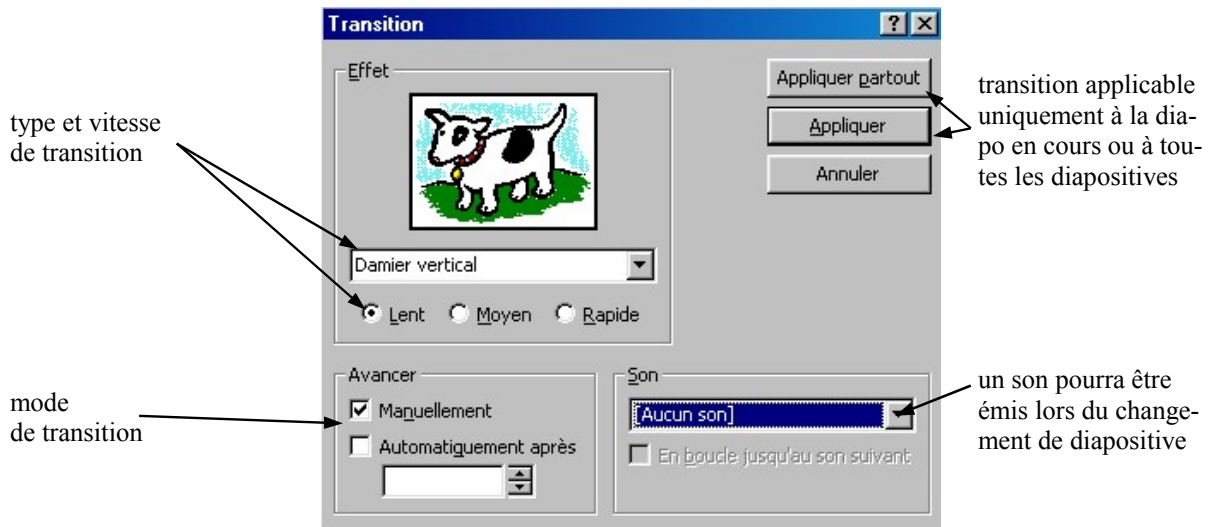 Transition
Effet
type et vitesse
de transition
Damier vertical
Lent Moyen Rapide
Appliquer partout
Appliquer
Annuler
transition applicable
uniquement à la dia-
po en cours ou à tou-
tes les diapositives
mode
de transition
Avancer
Manuellement
Automatiquement après
Son
[Aucun son]
En boucle jusqu'au son suivant
un son pourra être
émis lors du change-
ment de diapositive